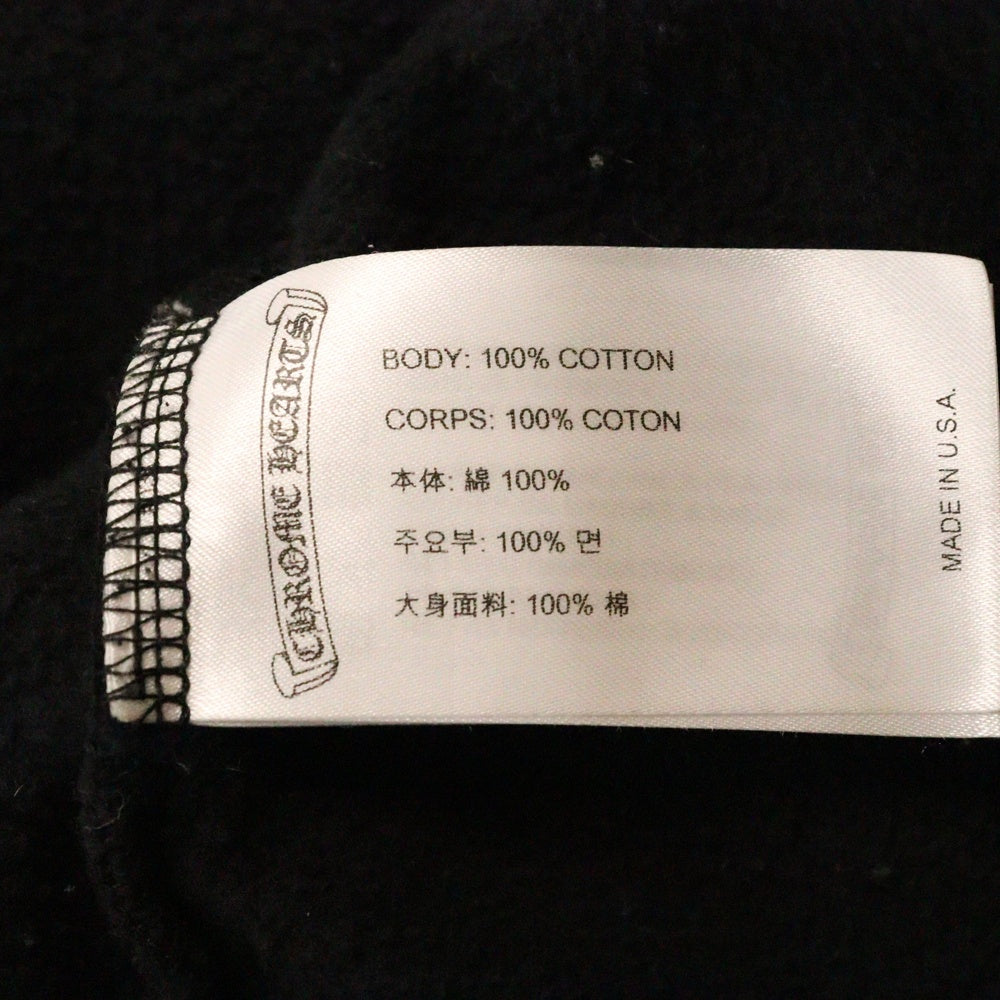 CHROME HEARTS
BODY: 100% COTTON
CORPS: 100% COTON
本体: 綿 100%
주요부: 100% 면
大身面料: 100% 棉
MADE IN U.S.A.